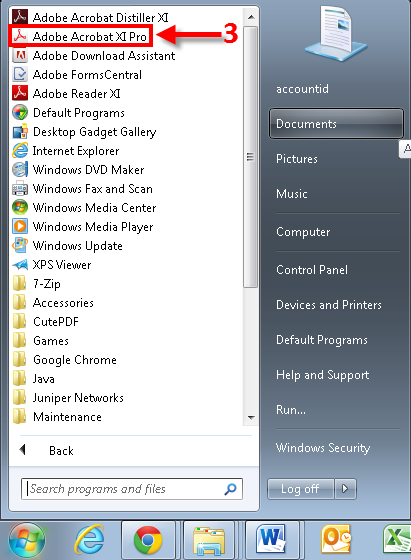 Adobe Acrobat Distiller XI
Adobe Acrobat XI Pro
3
Adobe Download Assistant
Adobe FormsCentral
Adobe Reader XI
Default Programs
Desktop Gadget Gallery
Internet Explorer
Windows DVD Maker
Windows Fax and Scan
Windows Media Center
Windows Media Player
Windows Update
XPS Viewer
7-Zip
Accessories
CutePDF
Games
Google Chrome
Java
Juniper Networks
Maintenance
Back
Search programs and files
accountid
Documents
A
Pictures
Music
Computer
Control Panel
Devices and Printers
Default Programs
Help and Support
Run...
Windows Security
Log off